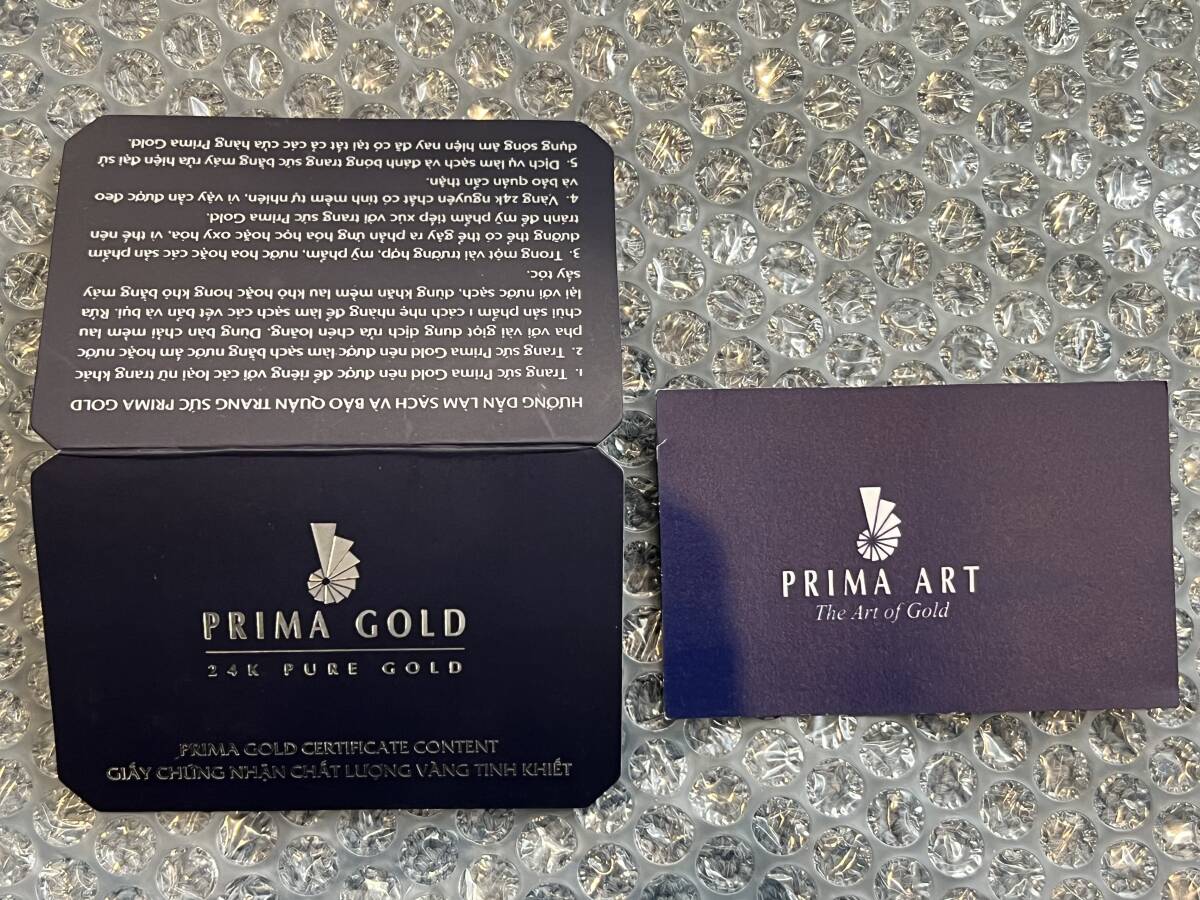 HƯỚNG DẪN LÀM SẠCH VÀ BẢO QUẢN TRANG SỨC PRIMA GOLD
1. Trang sức Prima Gold nên được để riêng với các loại nữ trang khác
2. Trang sức Prima Gold nên được làm sạch bằng nước ấm hoặc nước
pha với vài giọt dung dịch rửa chén loãng. Dùng bàn chải mềm lau
chùi sản phẩm 1 cách nhẹ nhàng để làm sạch các vết bẩn và bụi. Rửa
lại với nước sạch, dùng khăn mềm lau khô hoặc hong khô bằng máy
sấy tóc.
3. Trong một vài trường hợp, mỹ phẩm, nước hoa hoặc các sản phẩm
dưỡng thể có thể gây ra phản ứng hóa học hoặc oxy hóa, vì thế nên
tránh để mỹ phẩm tiếp xúc với trang sức Prima Gold.
4. Vàng 24k nguyên chất có tính mềm tự nhiên, vì vậy cần được đeo
và bảo quản cẩn thận.
5. Dịch vụ làm sạch và đánh bóng trang sức bằng máy rửa hiện đại sử
dụng sóng âm hiện nay đã có tại tất cả các cửa hàng Prima Gold.
PRIMA GOLD
24K PURE GOLD
PRIMA GOLD CERTIFICATE CONTENT
GIẤY CHỨNG NHẬN CHẤT LƯỢNG VÀNG TINH KHIẾT
PRIMA ART
The Art of Gold